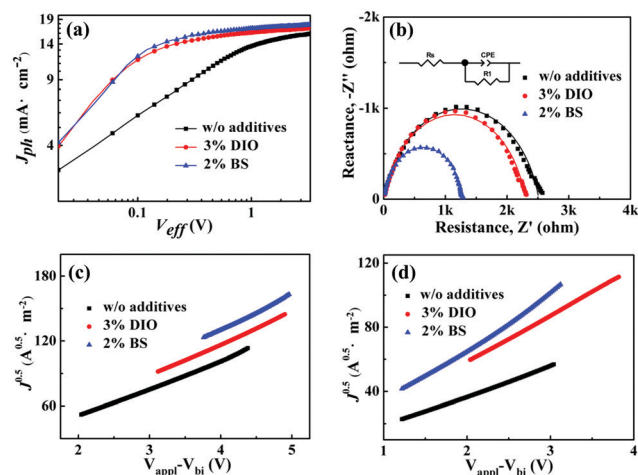 (a)
19
14
9
4
J_ph (mA· cm⁻²)
w/o additives
3% DIO
2% BS
0.1
1
V_eff (V)
(b)
-2k
-1k
0
Reactance, -Z'' (ohm)
Rs
CPE
R1
w/o additives
3% DIO
2% BS
0
1k
2k
3k
4k
Resistance, Z' (ohm)
(c)
180
140
100
60
J^0.5 (A^0.5· m^-2)
w/o additives
3% DIO
2% BS
2
3
4
5
V_appl-V_bi (V)
(d)
120
80
40
J^0.5 (A^0.5· m^-2)
w/o additives
3% DIO
2% BS
1
2
3
4
V_appl-V_bi (V)